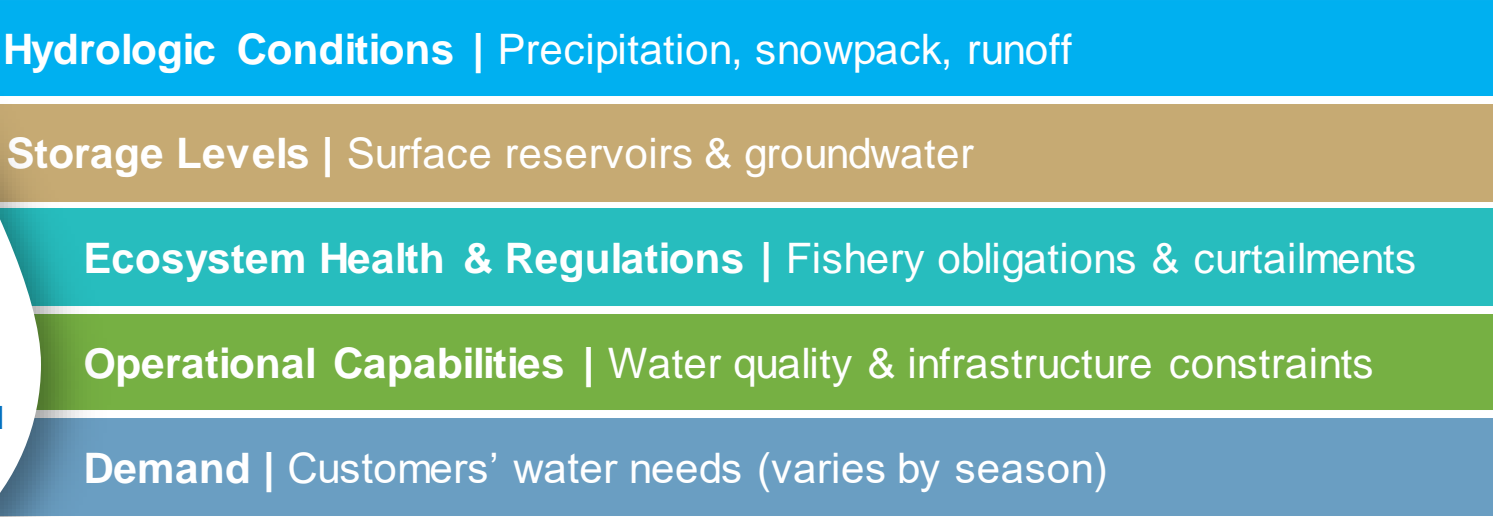 Hydrologic Conditions | Precipitation, snowpack, runoff
Storage Levels | Surface reservoirs & groundwater
Ecosystem Health & Regulations | Fishery obligations & curtailments
Operational Capabilities | Water quality & infrastructure constraints
Demand | Customers’ water needs (varies by season)